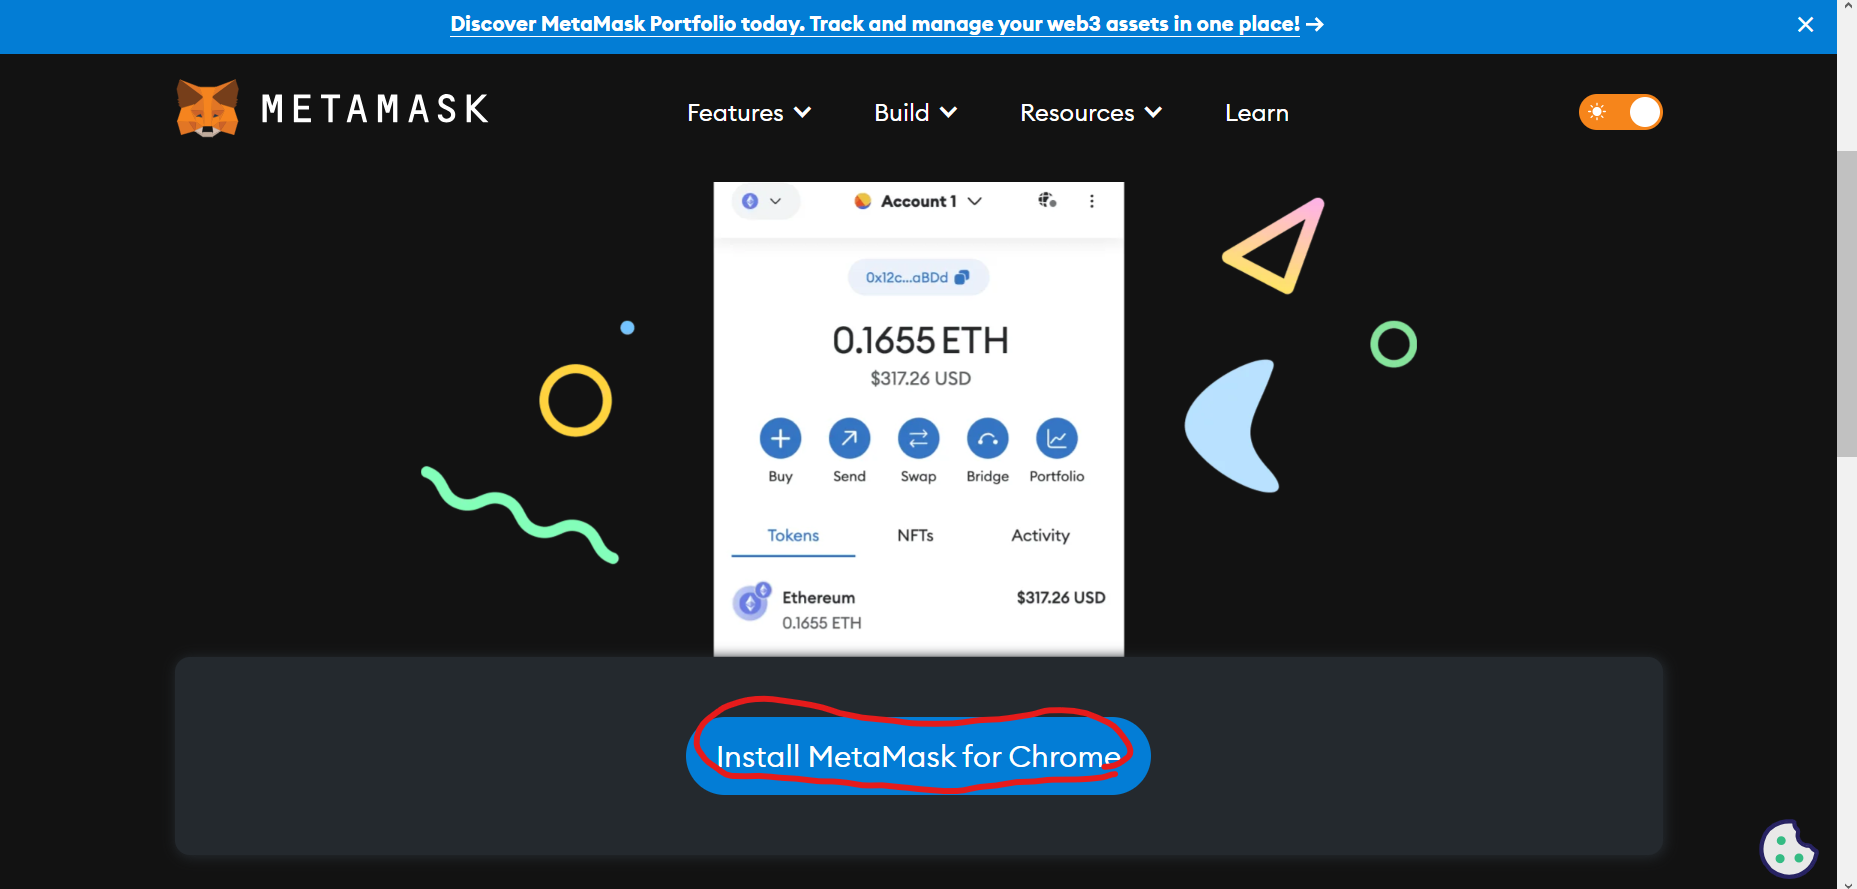 Discover MetaMask Portfolio today. Track and manage your web3 assets in one place! →
METAMASK
Features
Build
Resources
Learn
Account 1
0x12c...aBDd
0.1655 ETH
$317.26 USD
Buy
Send
Swap
Bridge
Portfolio
Tokens
NFTs
Activity
Ethereum
$317.26 USD
0.1655 ETH
Install MetaMask for Chrome